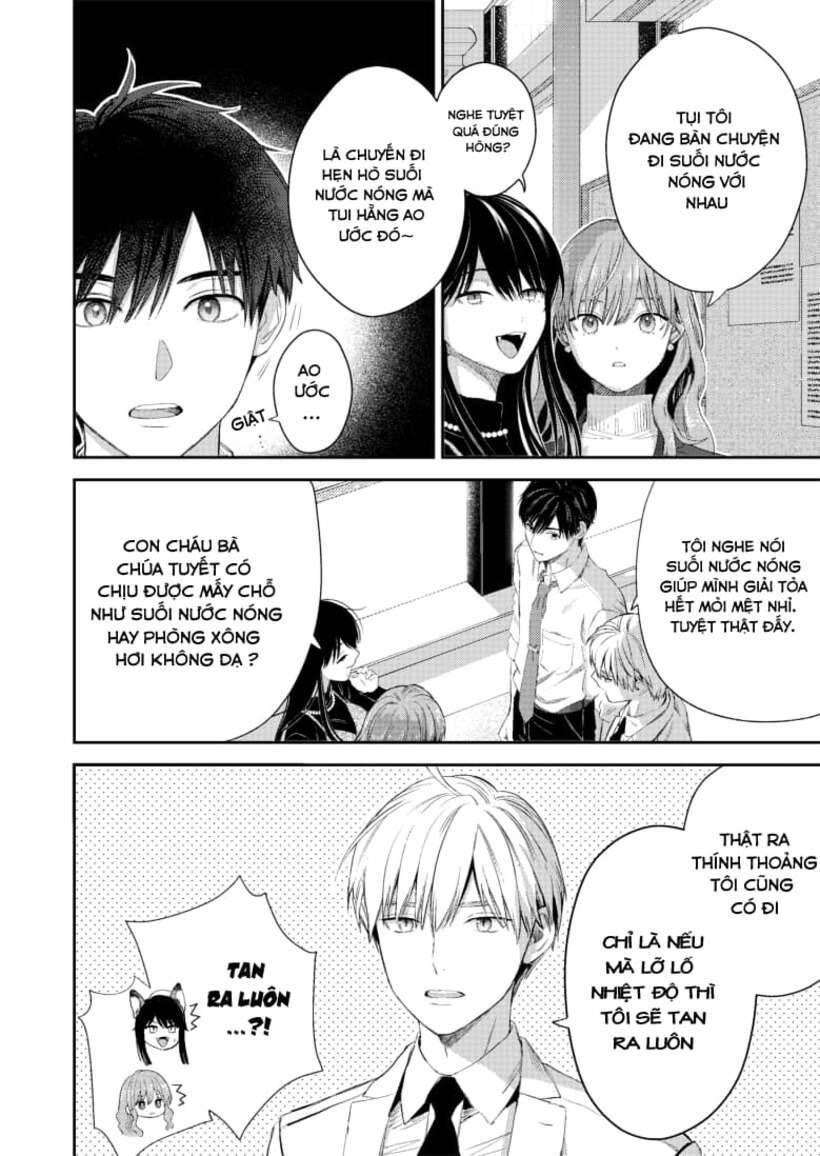 TỤI TÔI
ĐANG BÀN CHUYỆN
ĐI SUỐI NƯỚC
NÓNG VỚI
NHAU
NGHE TUYỆT
QUÁ ĐÚNG
HÔNG?
LÀ CHUYẾN ĐI
HẸN HÒ SUỐI
NƯỚC NÓNG MÀ
TUI HẰNG AO
ƯỚC ĐÓ~
AO
ƯỚC
...
GIẬT
TÔI NGHE NÓI
SUỐI NƯỚC NÓNG
GIÚP MÌNH GIẢI TỎA
HẾT MỎI MỆT NHỈ.
TUYỆT THẬT ĐẤY.
CON CHÁU BÀ
CHÚA TUYẾT CÓ
CHỊU ĐƯỢC MẤY CHỖ
NHƯ SUỐI NƯỚC NÓNG
HAY PHÒNG XÔNG
HƠI KHÔNG DẠ ?
THẬT RA
THÍNH THOẢNG
TÔI CŨNG
CÓ ĐI
CHỈ LÀ NẾU
MÀ LỠ LỐ
NHIỆT ĐỘ THÌ
TÔI SẼ TAN
RA LUÔN
TAN
RA LUÔN
...?!